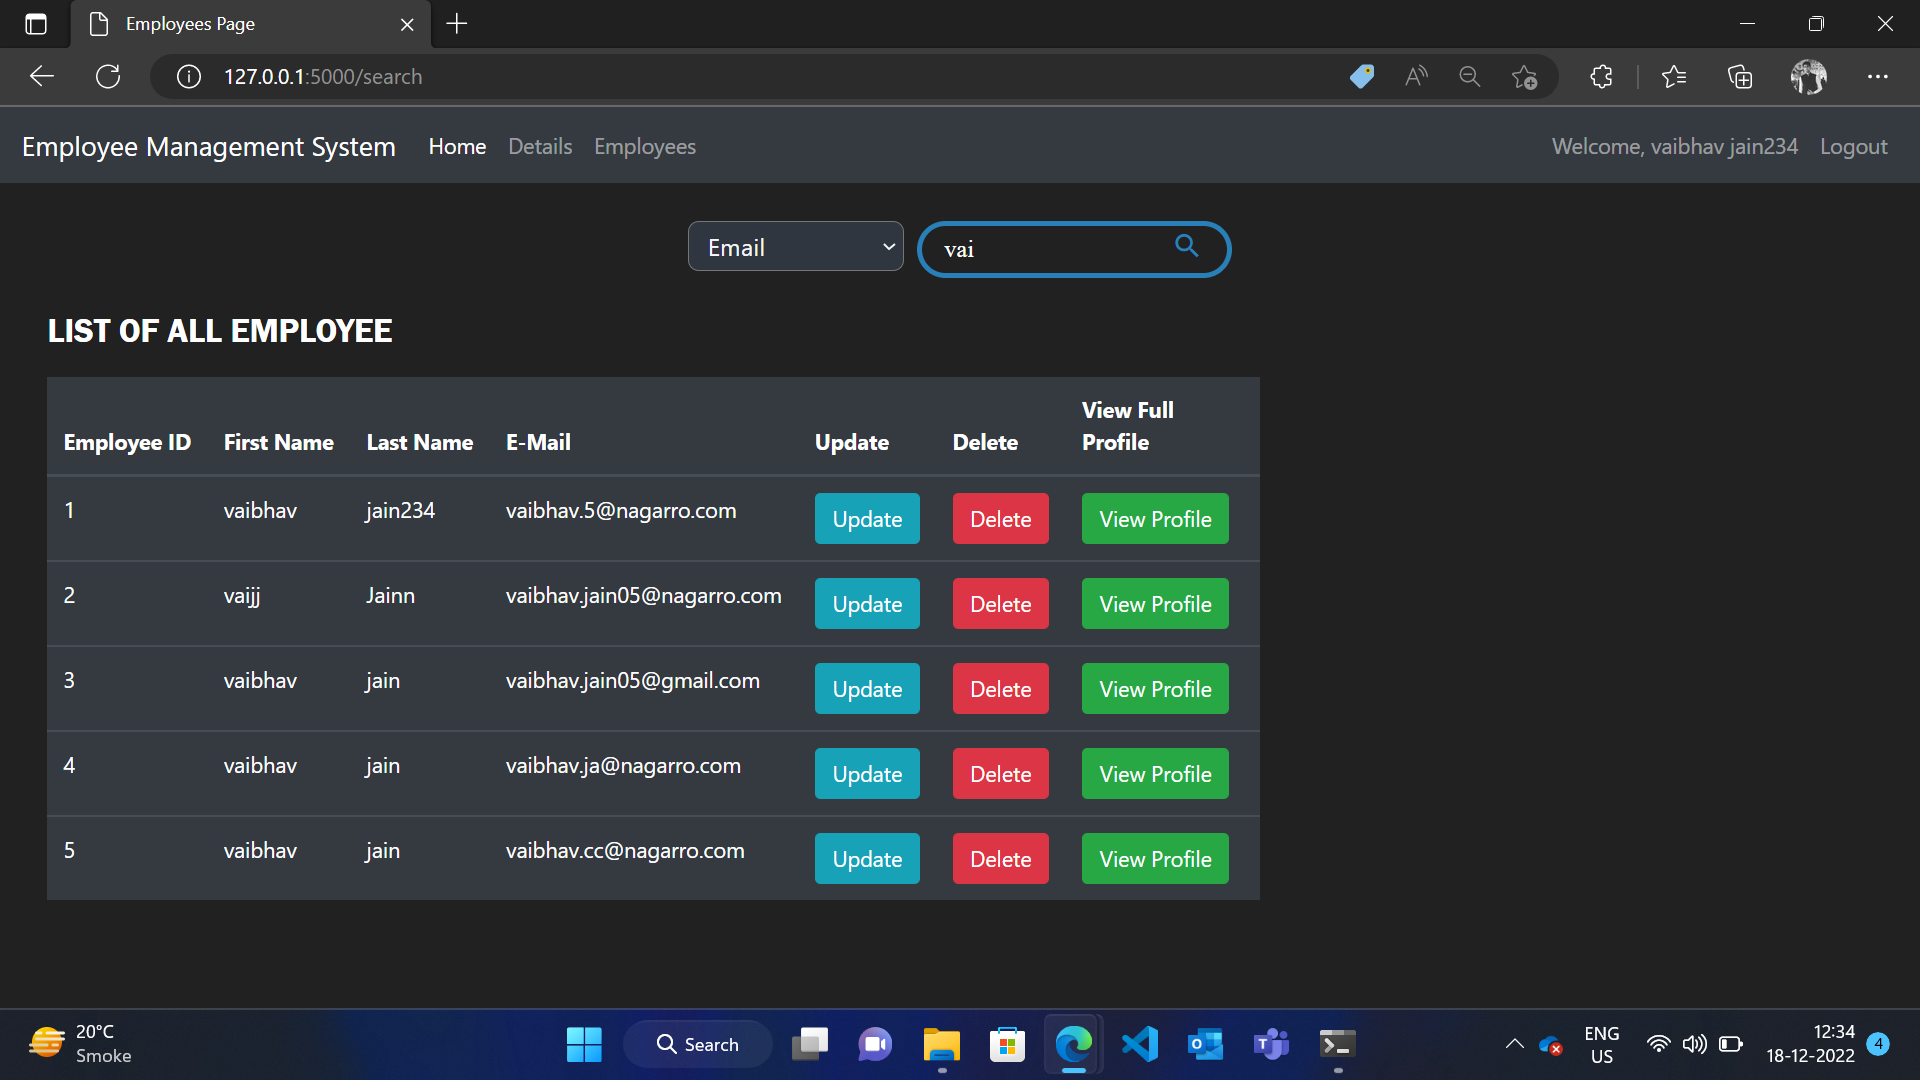 Employees Page
127.0.0.1:5000/search
Employee Management System Home Details Employees Welcome, vaibhav jain234 Logout
Email vai
LIST OF ALL EMPLOYEE
Employee ID First Name Last Name E-Mail Update Delete View Full Profile
1 vaibhav jain234 vaibhav.5@nagarro.com Update Delete View Profile
2 vaijj Jainn vaibhav.jain05@nagarro.com Update Delete View Profile
3 vaibhav jain vaibhav.jain05@gmail.com Update Delete View Profile
4 vaibhav jain vaibhav.ja@nagarro.com Update Delete View Profile
5 vaibhav jain vaibhav.cc@nagarro.com Update Delete View Profile
20°C
Smoke
Search
ENG
US
12:34
18-12-2022
4